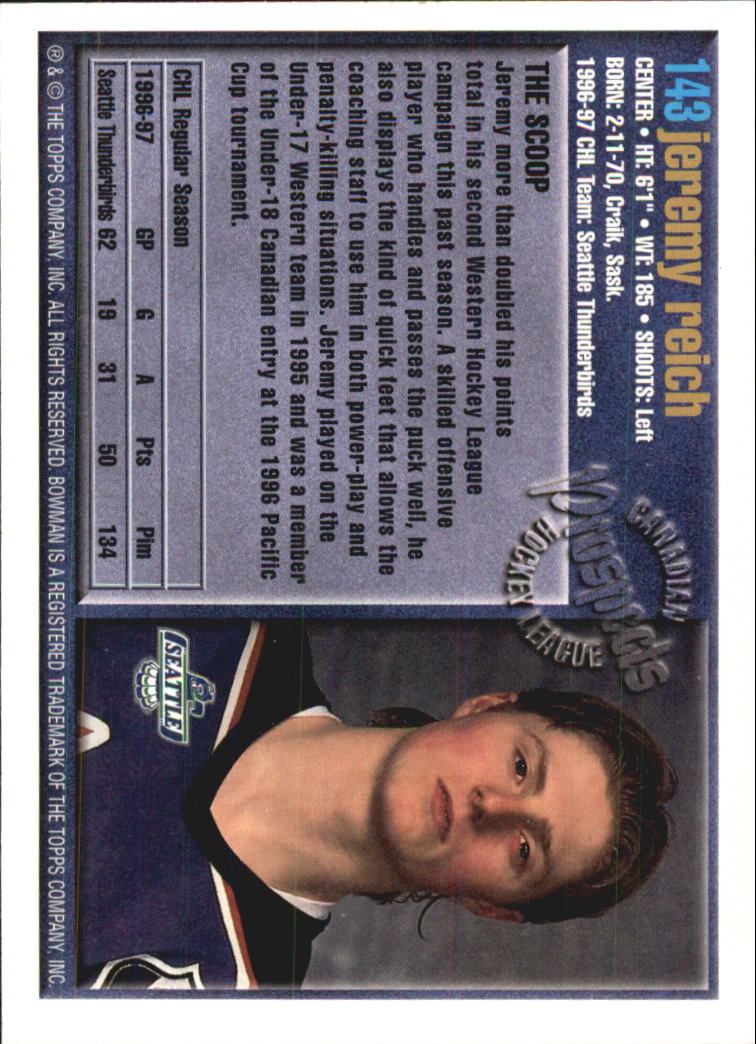 143 jeremy reich
CENTER • HT: 6'1" • WT: 185 • SHOOTS: Left
BORN: 2-11-70, Craik, Sask.
1996-97 CHL Team: Seattle Thunderbirds
CANADIAN
Prospects
HOCKEY LEAGUE
THE SCOOP
Jeremy more than doubled his points
total in his second Western Hockey League
campaign this past season. A skilled offensive
player who handles and passes the puck well, he
also displays the kind of quick feet that allows the
coaching staff to use him in both power-play and
penalty-killing situations. Jeremy played on the
Under-17 Western team in 1995 and was a member
of the Under-18 Canadian entry at the 1996 Pacific
Cup tournament.
CHL Regular Season
1996-97 GP G A Pts Pim
Seattle Thunderbirds 62 19 31 50 134
SEATTLE
® & © THE TOPPS COMPANY, INC. ALL RIGHTS RESERVED. BOWMAN IS A REGISTERED TRADEMARK OF THE TOPPS COMPANY, INC.